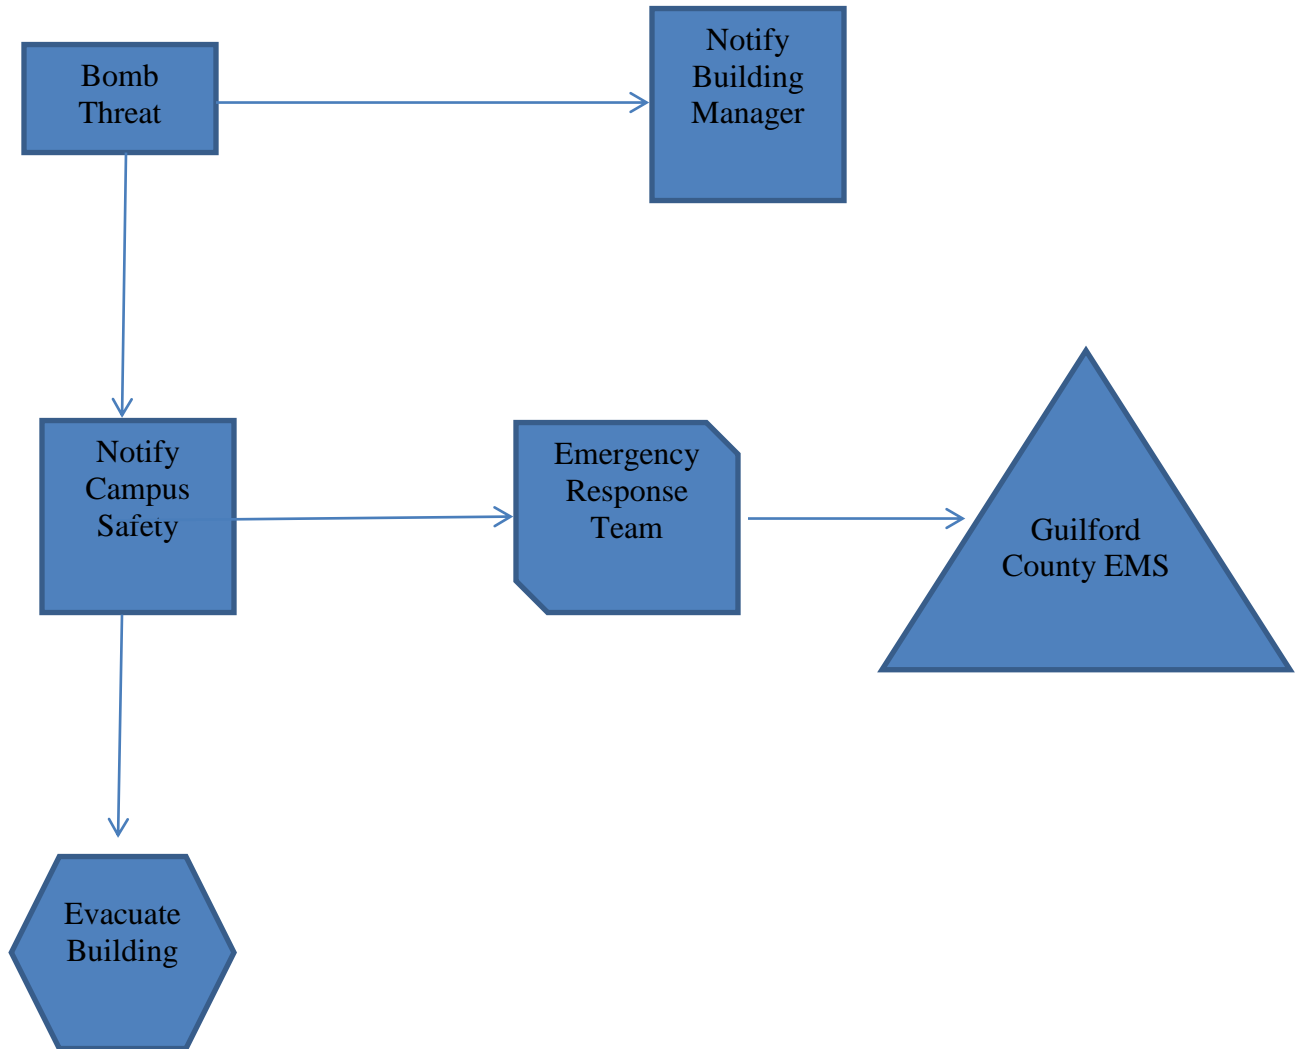 Bomb
Threat
Notify
Building
Manager
Notify
Campus
Safety
Emergency
Response
Team
Guilford
County EMS
Evacuate
Building